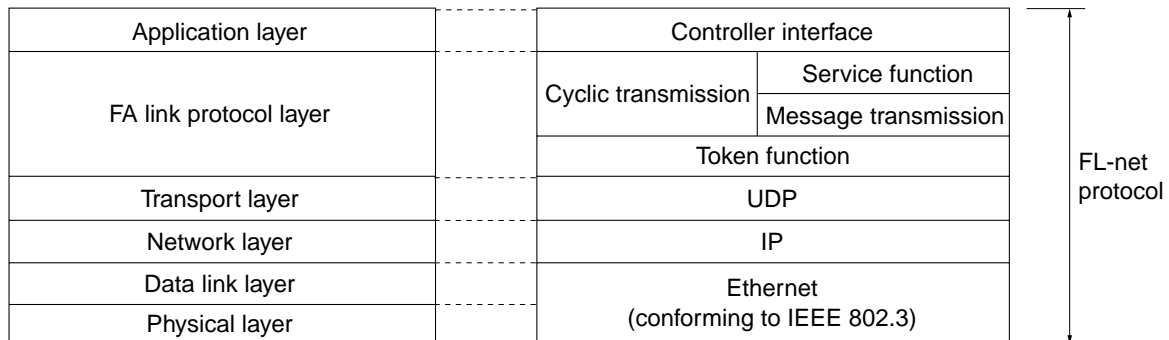 Application layer
Controller interface
FA link protocol layer
Cyclic transmission
Service function
Message transmission
Token function
FL-net
protocol
Transport layer
UDP
Network layer
IP
Data link layer
Physical layer
Ethernet
(conforming to IEEE 802.3)